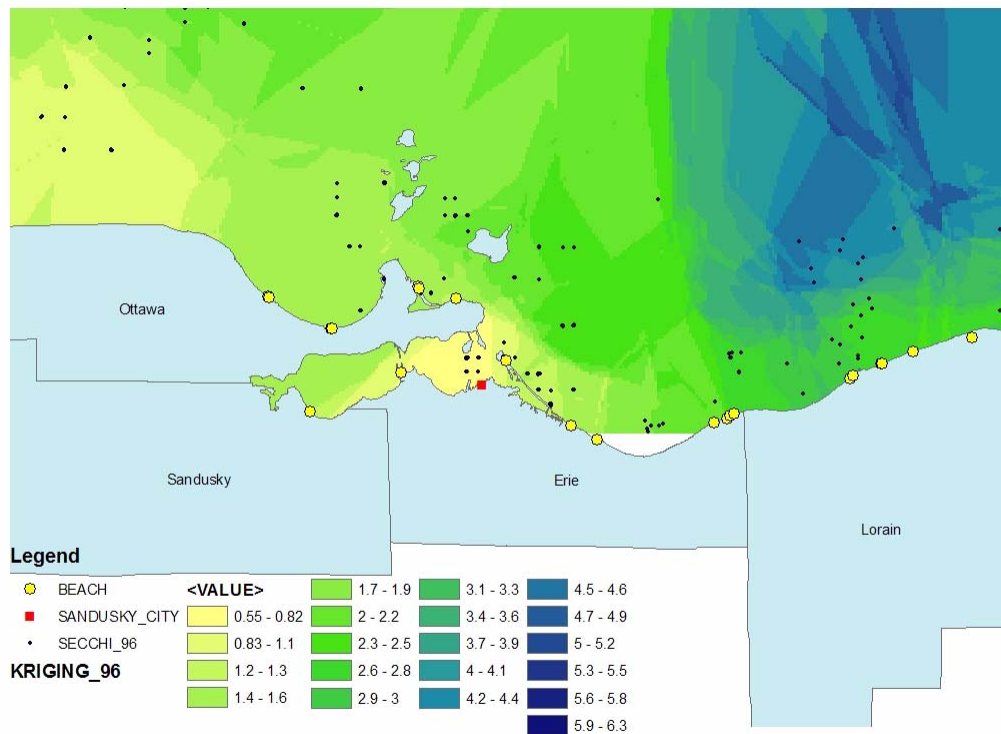 Ottawa
Sandusky
Erie
Lorain
Legend
BEACH
SANDUSKY_CITY
SECCHI_96
KRIGING_96
<VALUE>
0.55 - 0.82
0.83 - 1.1
1.2 - 1.3
1.4 - 1.6
1.7 - 1.9
2 - 2.2
2.3 - 2.5
2.6 - 2.8
2.9 - 3
3.1 - 3.3
3.4 - 3.6
3.7 - 3.9
4 - 4.1
4.2 - 4.4
4.5 - 4.6
4.7 - 4.9
5 - 5.2
5.3 - 5.5
5.6 - 5.8
5.9 - 6.3